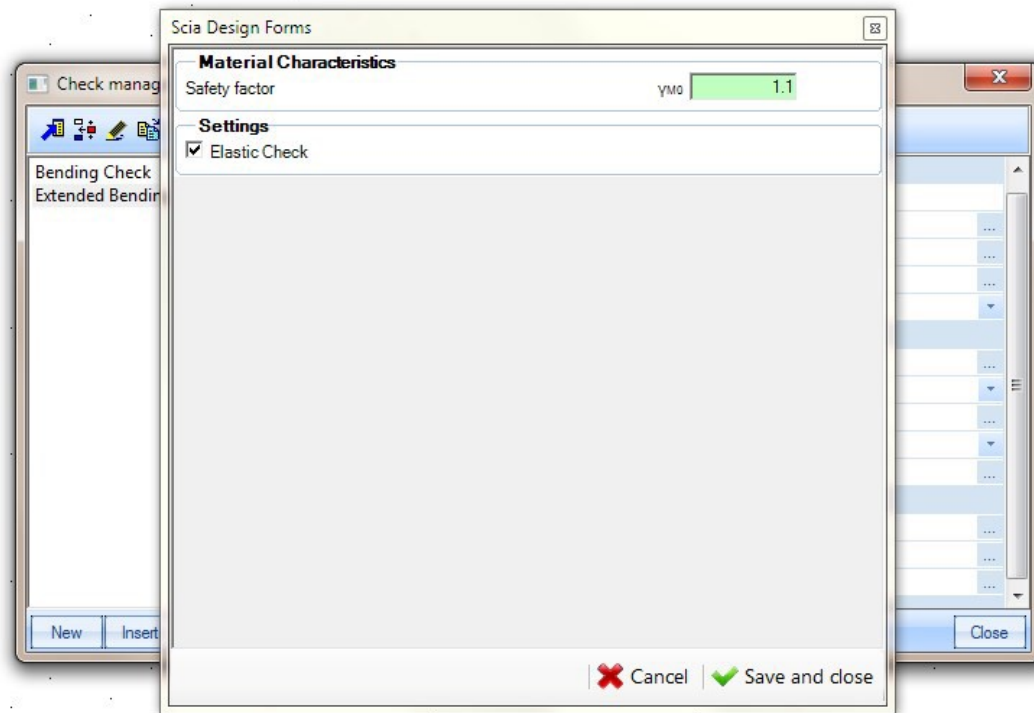 Scia Design Forms
Material Characteristics
Safety factor
γM0
1.1
Settings
Elastic Check
Check manag
Bending Check
Extended Bendin
New
Insert
Close
Cancel
Save and close